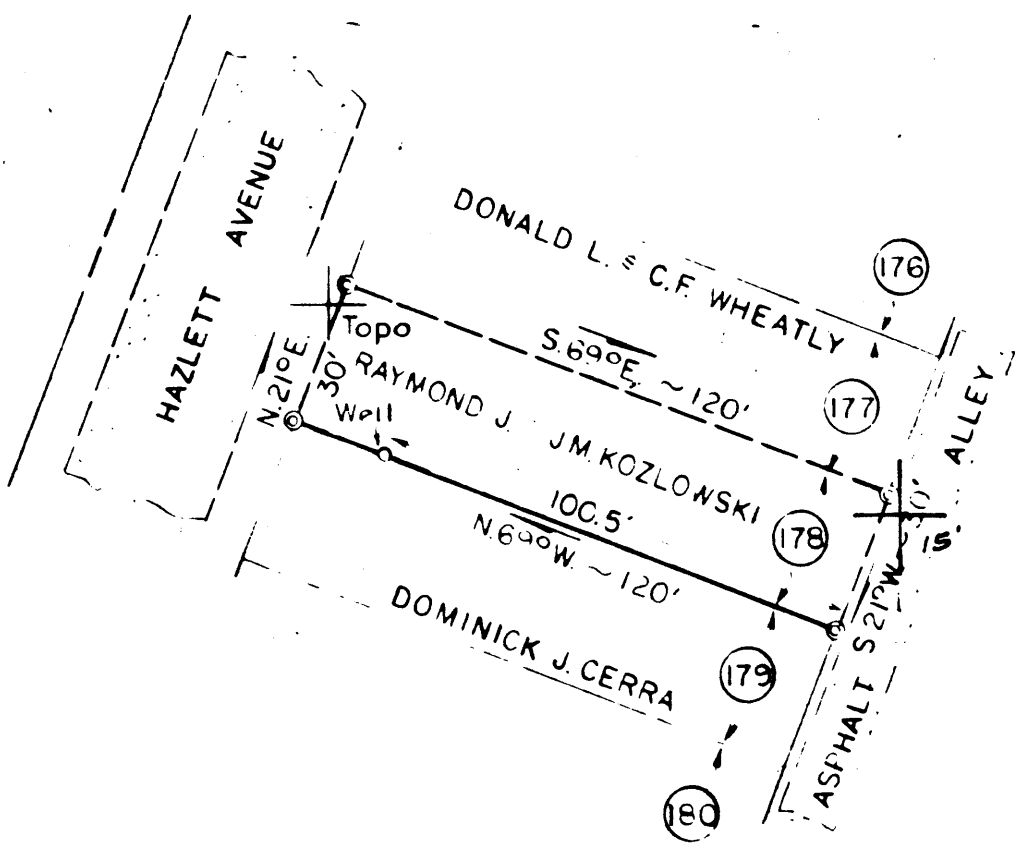 HAZLETT AVENUE
DONALD L. & C.F. WHEATLY
176
Topo
S.69°E. ~ 120'
177
ALLEY
N.21°E.
30'
RAYMOND J. J.M. KOZLOWSKI
Well
100.5'
N.69°W. ~ 120'
178
S 21°W. ~ 30'
15'
DOMINICK J. CERRA
179
ASPHALT
180